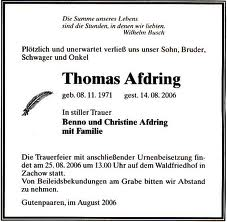 Die Summe unseres Lebens
sind die Stunden, in denen wir liebten.
Wilhelm Busch
Plötzlich und unerwartet verließ uns unser Sohn, Bruder,
Schwager und Onkel
Thomas Afdring
geb. 08. 11. 1971 gest. 14. 08. 2006
In stiller Trauer
Benno und Christine Afdring
mit Familie
Die Trauerfeier mit anschließender Urnenbeisetzung fin-
det am 25. 08. 2006 um 13.00 Uhr auf dem Waldfriedhof in
Zachow statt.
Von Beileidsbekundungen am Grabe bitten wir Abstand
zu nehmen.
Gutenpaaren, im August 2006